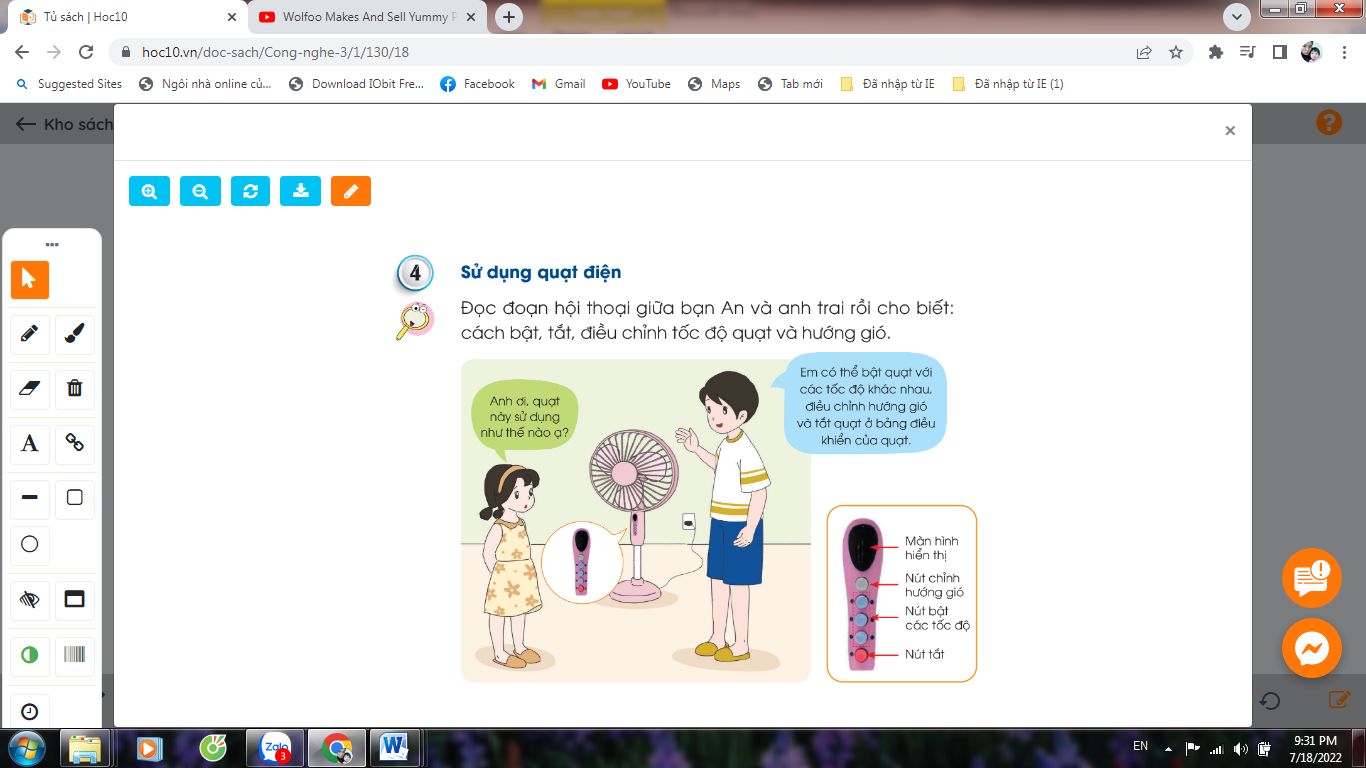 Tủ sách | Hoc10
Wolfoo Makes And Sell Yummy P
hoc10.vn/doc-sach/Cong-nghe-3/1/130/18
Suggested Sites
Ngôi nhà online củ...
Download IObit Fre...
Facebook
Gmail
YouTube
Maps
Tab mới
Đã nhập từ IE
Đã nhập từ IE (1)
Kho sách
4
Sử dụng quạt điện
Đọc đoạn hội thoại giữa bạn An và anh trai rồi cho biết:
cách bật, tắt, điều chỉnh tốc độ quạt và hướng gió.
Anh ơi, quạt
này sử dụng
như thế nào ạ?
Em có thể bật quạt với
các tốc độ khác nhau,
điều chỉnh hướng gió
và tắt quạt ở bảng điều
khiển của quạt.
Màn hình
hiển thị
Nút chỉnh
hướng gió
Nút bật
các tốc độ
Nút tắt
Zalo
3
EN
9:31 PM
7/18/2022